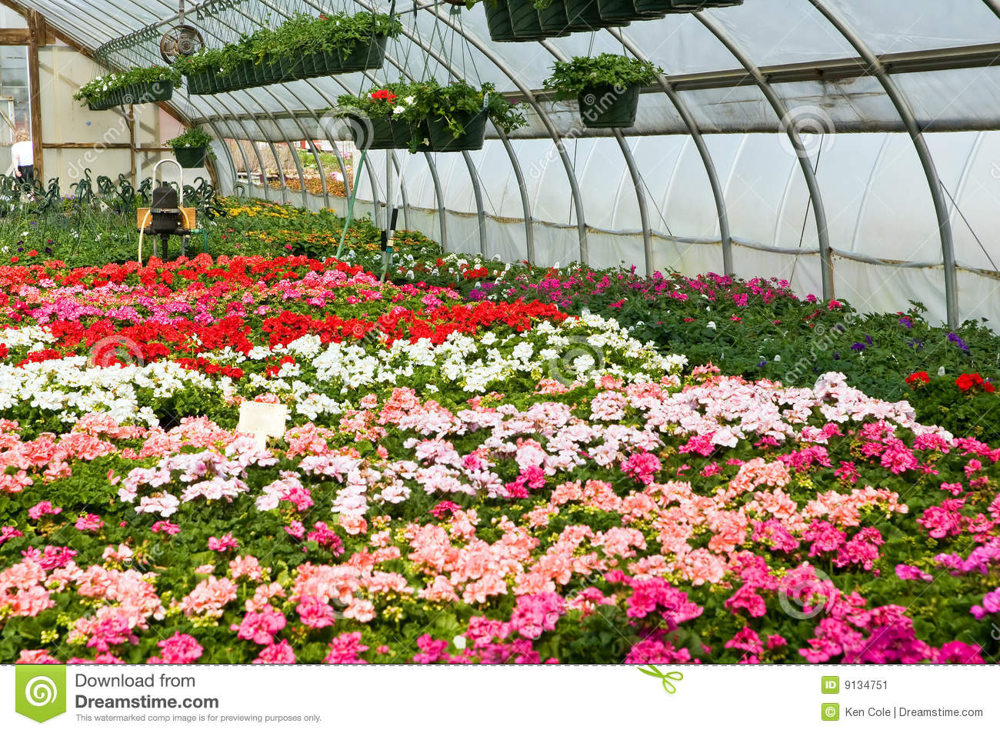 Download from
Dreamstime.com
This watermarked comp image is for previewing purposes only.
ID 9134751
© Ken Cole | Dreamstime.com